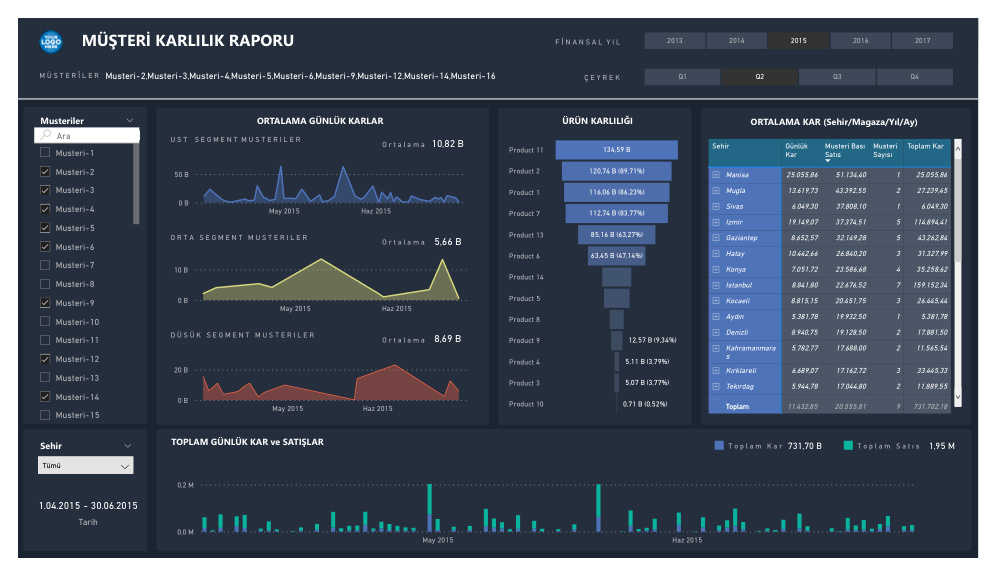 YOUR LOGO HERE
MÜŞTERİ KARLILIK RAPORU
FİNANSAL YIL
2013 2014 2015 2016 2017
MÜSTERİLER Musteri-2,Musteri-3,Musteri-4,Musteri-5,Musteri-6,Musteri-9,Musteri-12,Musteri-14,Musteri-16
ÇEYREK
Q1 Q2 Q3 Q4
Musteriler
Ara
Musteri-1
Musteri-2
Musteri-3
Musteri-4
Musteri-5
Musteri-6
Musteri-7
Musteri-8
Musteri-9
Musteri-10
Musteri-11
Musteri-12
Musteri-13
Musteri-14
Musteri-15
ORTALAMA GÜNLÜK KARLAR
UST SEGMENT MUSTERILER
Ortalama 10,82 B
50 B
0 B
May 2015 Haz 2015
ORTA SEGMENT MUSTERILER
Ortalama 5,66 B
10 B
0 B
May 2015 Haz 2015
DÜSÜK SEGMENT MUSTERILER
Ortalama 8,69 B
20 B
0 B
May 2015 Haz 2015
ÜRÜN KARLILIĞI
Product 11 134,59 B
Product 2 120,74 B (89,71%)
Product 1 116,06 B (86,23%)
Product 7 112,74 B (83,77%)
Product 13 85,16 B (63,27%)
Product 6 63,45 B (47,14%)
Product 14
Product 5
Product 8
Product 9 12,57 B (9,34%)
Product 4 5,11 B (3,79%)
Product 3 5,07 B (3,77%)
Product 10 0,71 B (0,52%)
ORTALAMA KAR (Sehir/Magaza/Yıl/Ay)
Sehir Günlük Kar Musteri Bası Satıs Musteri Sayısı Toplam Kar
Manisa 25.055,86 51.134,40 1 25.055,86
Mugla 13.619,73 43.392,55 2 27.239,45
Sivas 6.049,30 37.808,10 1 6.049,30
Izmir 19.149,07 37.374,51 5 114.894,41
Gaziantep 8.652,57 32.149,28 5 43.262,84
Hatay 10.442,66 26.840,20 3 31.327,99
Konya 7.051,72 23.586,68 4 35.258,62
Istanbul 8.841,80 22.676,52 7 159.152,34
Kocaeli 8.815,15 20.451,75 3 26.445,44
Aydin 5.381,78 19.932,50 1 5.381,78
Denizli 8.940,75 19.128,50 2 17.881,50
Kahramanmaras 5.782,77 17.688,00 2 11.565,54
Kırklareli 6.689,07 17.162,72 3 33.445,33
Tekirdag 5.944,78 17.044,80 2 11.889,55
Toplam 11.432,85 20.555,81 9 731.702,18
Sehir
Tümü
1.04.2015 - 30.06.2015
Tarih
TOPLAM GÜNLÜK KAR ve SATIŞLAR
Toplam Kar 731,70 B Toplam Satıs 1,95 M
0,2 M
0,0 M
May 2015 Haz 2015